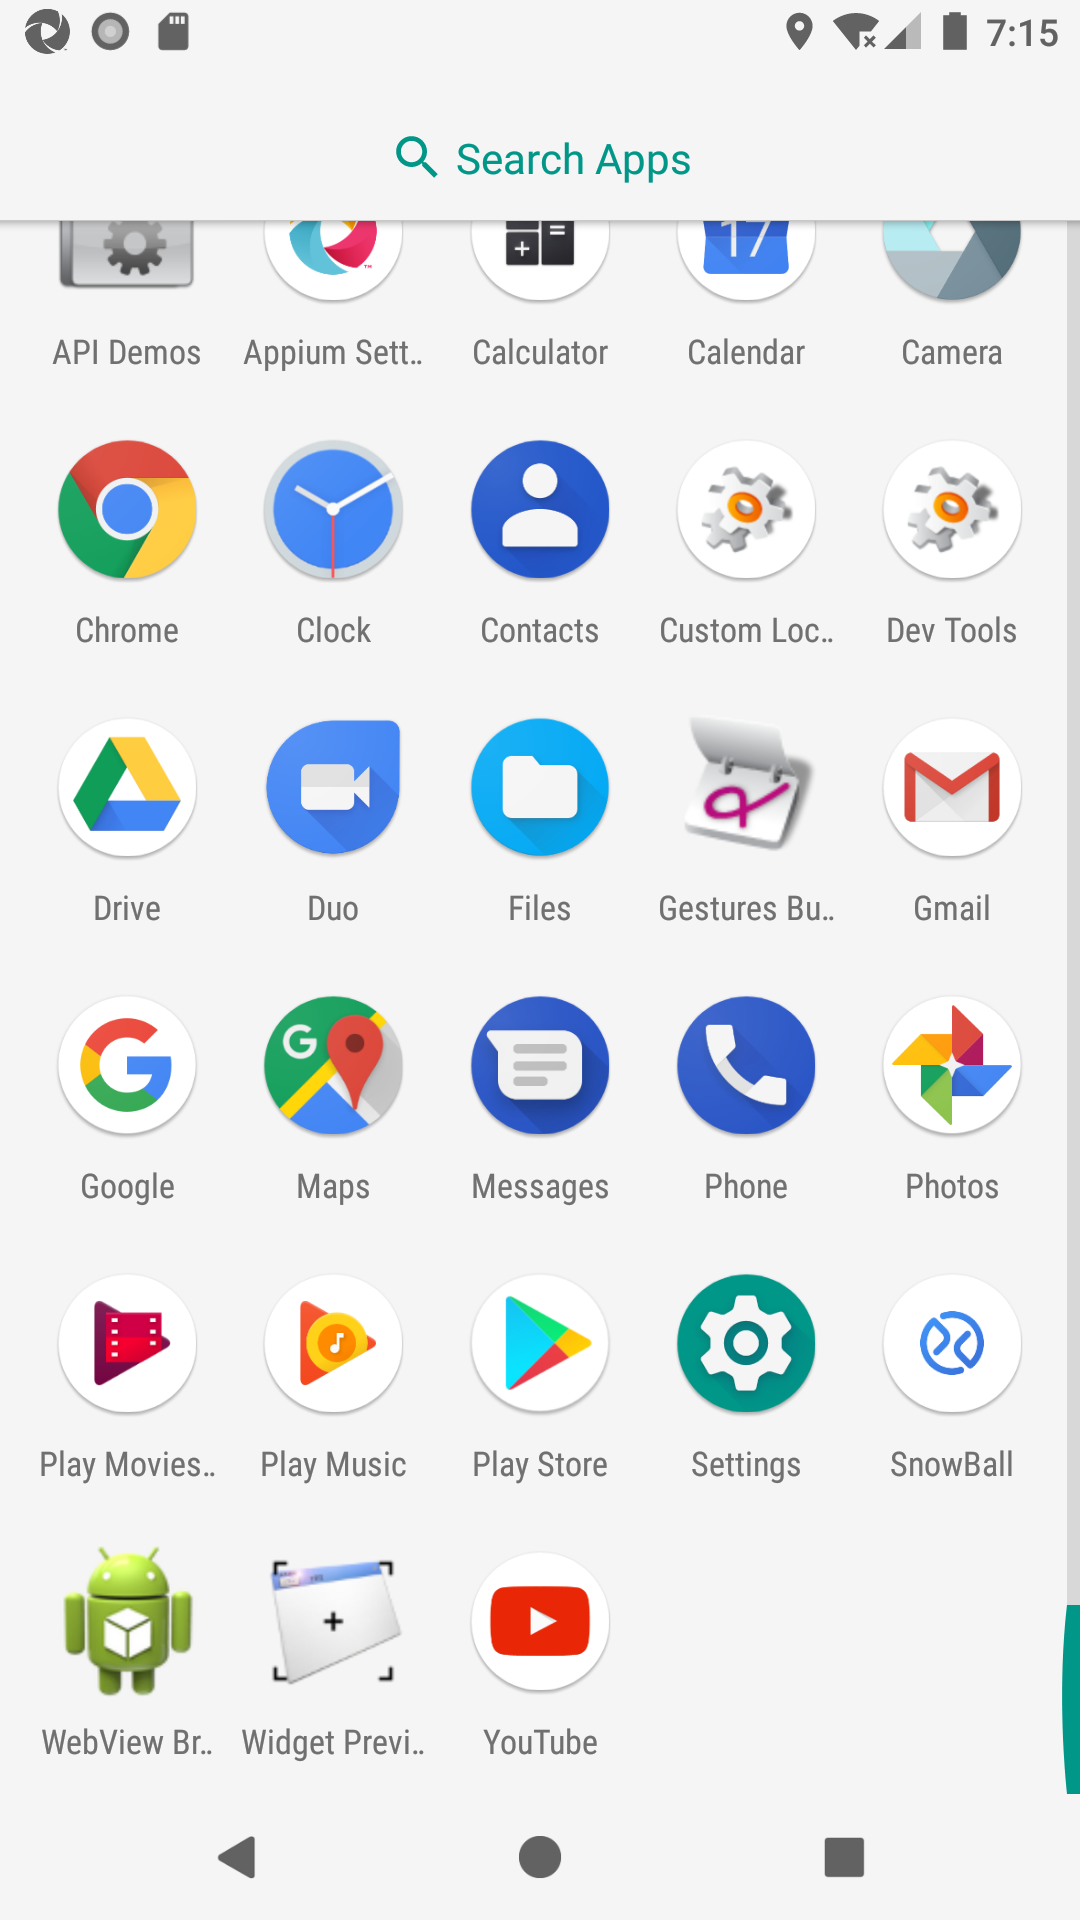 7:15
Search Apps
17
API Demos Appium Sett... Calculator Calendar Camera
Chrome Clock Contacts Custom Loc... Dev Tools
Drive Duo Files Gestures Bu... Gmail
Google Maps Messages Phone Photos
Play Movies... Play Music Play Store Settings SnowBall
WebView Br... Widget Previ... YouTube